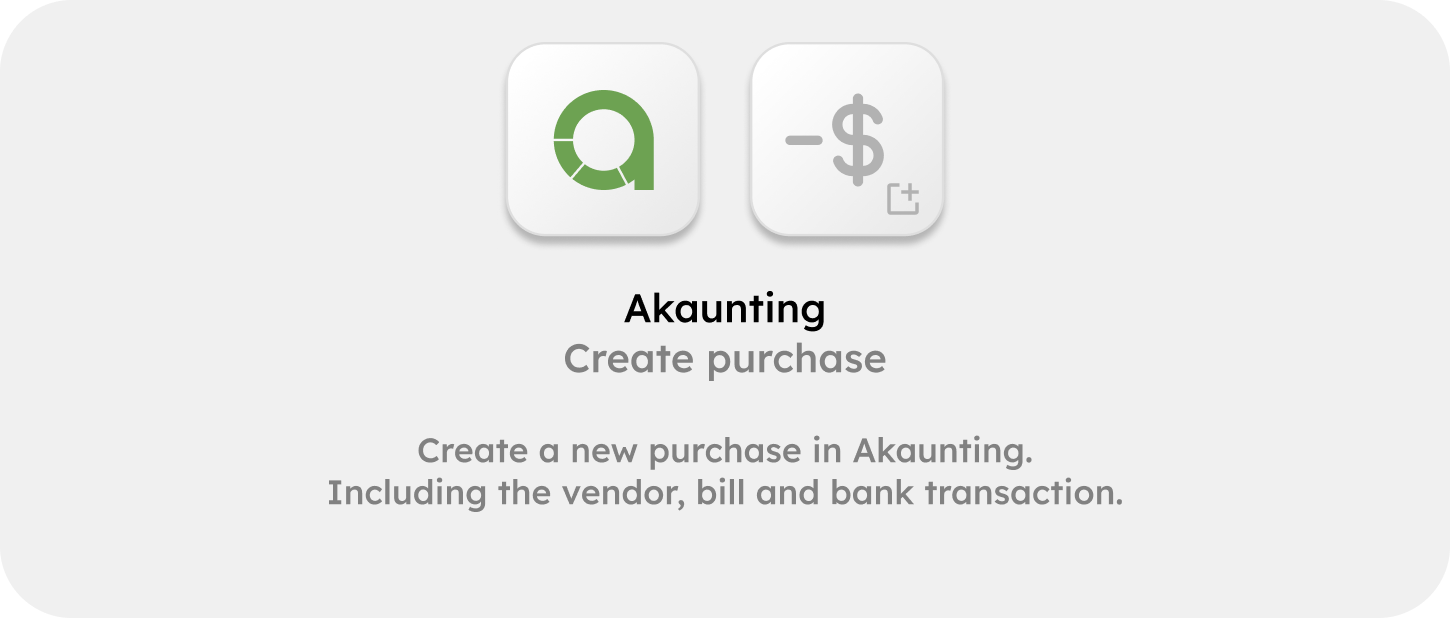 -$
Akaunting
Create purchase
Create a new purchase in Akaunting.
Including the vendor, bill and bank transaction.